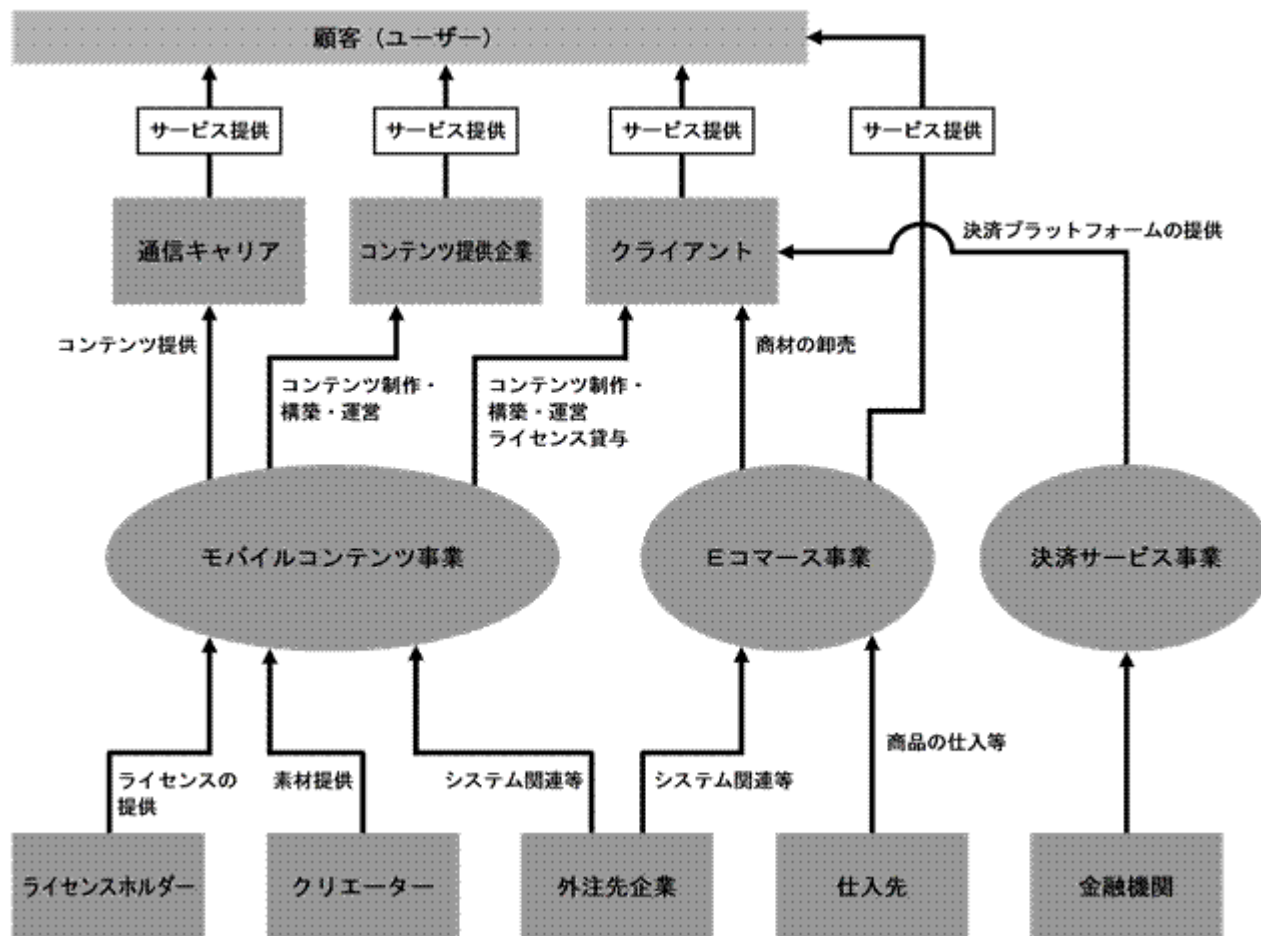 顧客（ユーザー）
サービス提供
サービス提供
サービス提供
サービス提供
通信キャリア
コンテンツ提供企業
クライアント
決済プラットフォームの提供
コンテンツ提供
コンテンツ制作・
構築・運営
コンテンツ制作・
構築・運営
ライセンス貸与
商材の卸売
モバイルコンテンツ事業
Ｅコマース事業
決済サービス事業
ライセンスの
提供
素材提供
システム関連等
システム関連等
商品の仕入等
ライセンスホルダー
クリエーター
外注先企業
仕入先
金融機関